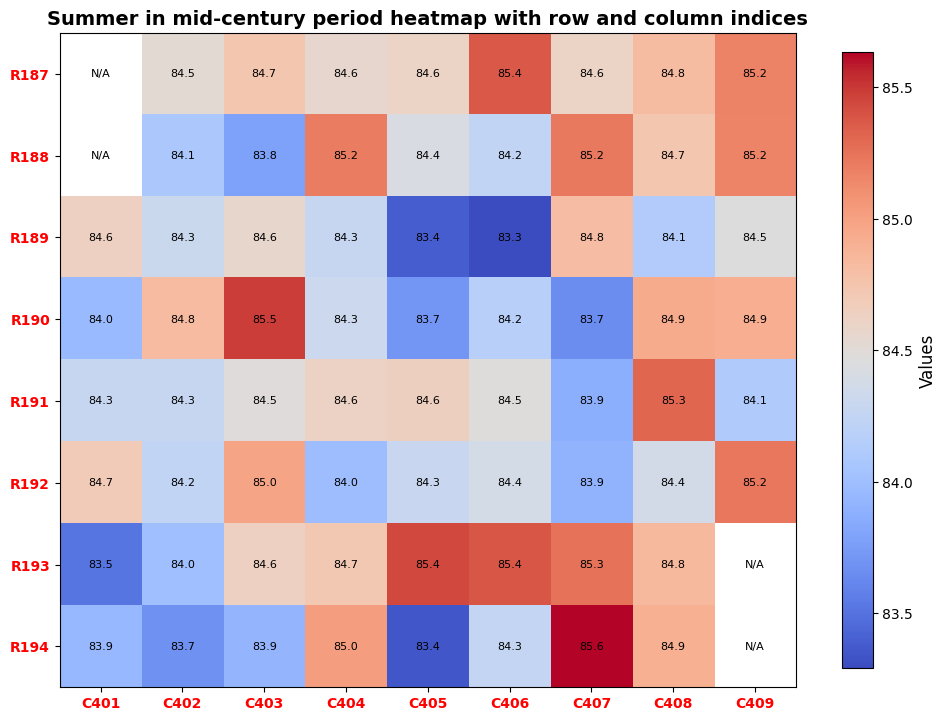 Summer in mid-century period heatmap with row and column indices
R187 N/A 84.5 84.7 84.6 84.6 85.4 84.6 84.8 85.2
R188 N/A 84.1 83.8 85.2 84.4 84.2 85.2 84.7 85.2
R189 84.6 84.3 84.6 84.3 83.4 83.3 84.8 84.1 84.5
R190 84.0 84.8 85.5 84.3 83.7 84.2 83.7 84.9 84.9
R191 84.3 84.3 84.5 84.6 84.6 84.5 83.9 85.3 84.1
R192 84.7 84.2 85.0 84.0 84.3 84.4 83.9 84.4 85.2
R193 83.5 84.0 84.6 84.7 85.4 85.4 85.3 84.8 N/A
R194 83.9 83.7 83.9 85.0 83.4 84.3 85.6 84.9 N/A
C401 C402 C403 C404 C405 C406 C407 C408 C409
85.5
85.0
84.5
84.0
83.5
Values